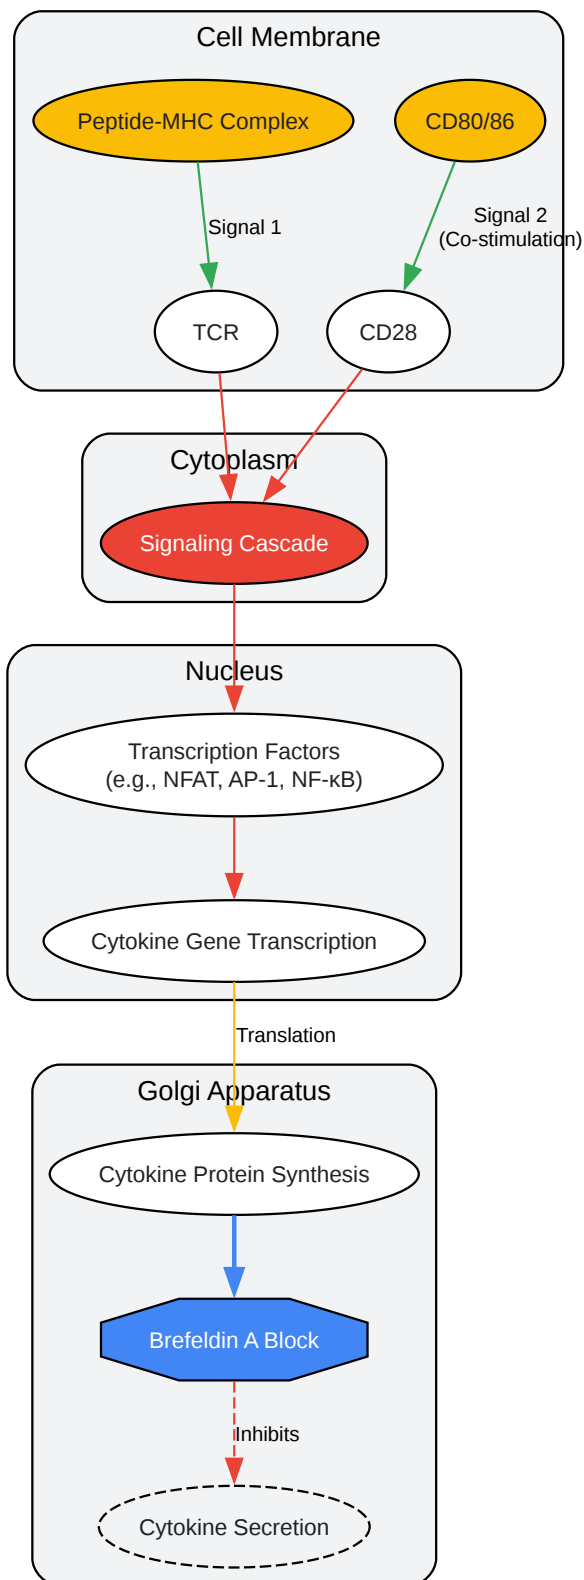 Cell Membrane
Peptide-MHC Complex
CD80/86
Signal 1
Signal 2
(Co-stimulation)
TCR
CD28
Cytoplasm
Signaling Cascade
Nucleus
Transcription Factors
(e.g., NFAT, AP-1, NF-κB)
Cytokine Gene Transcription
Translation
Golgi Apparatus
Cytokine Protein Synthesis
Brefeldin A Block
Inhibits
Cytokine Secretion